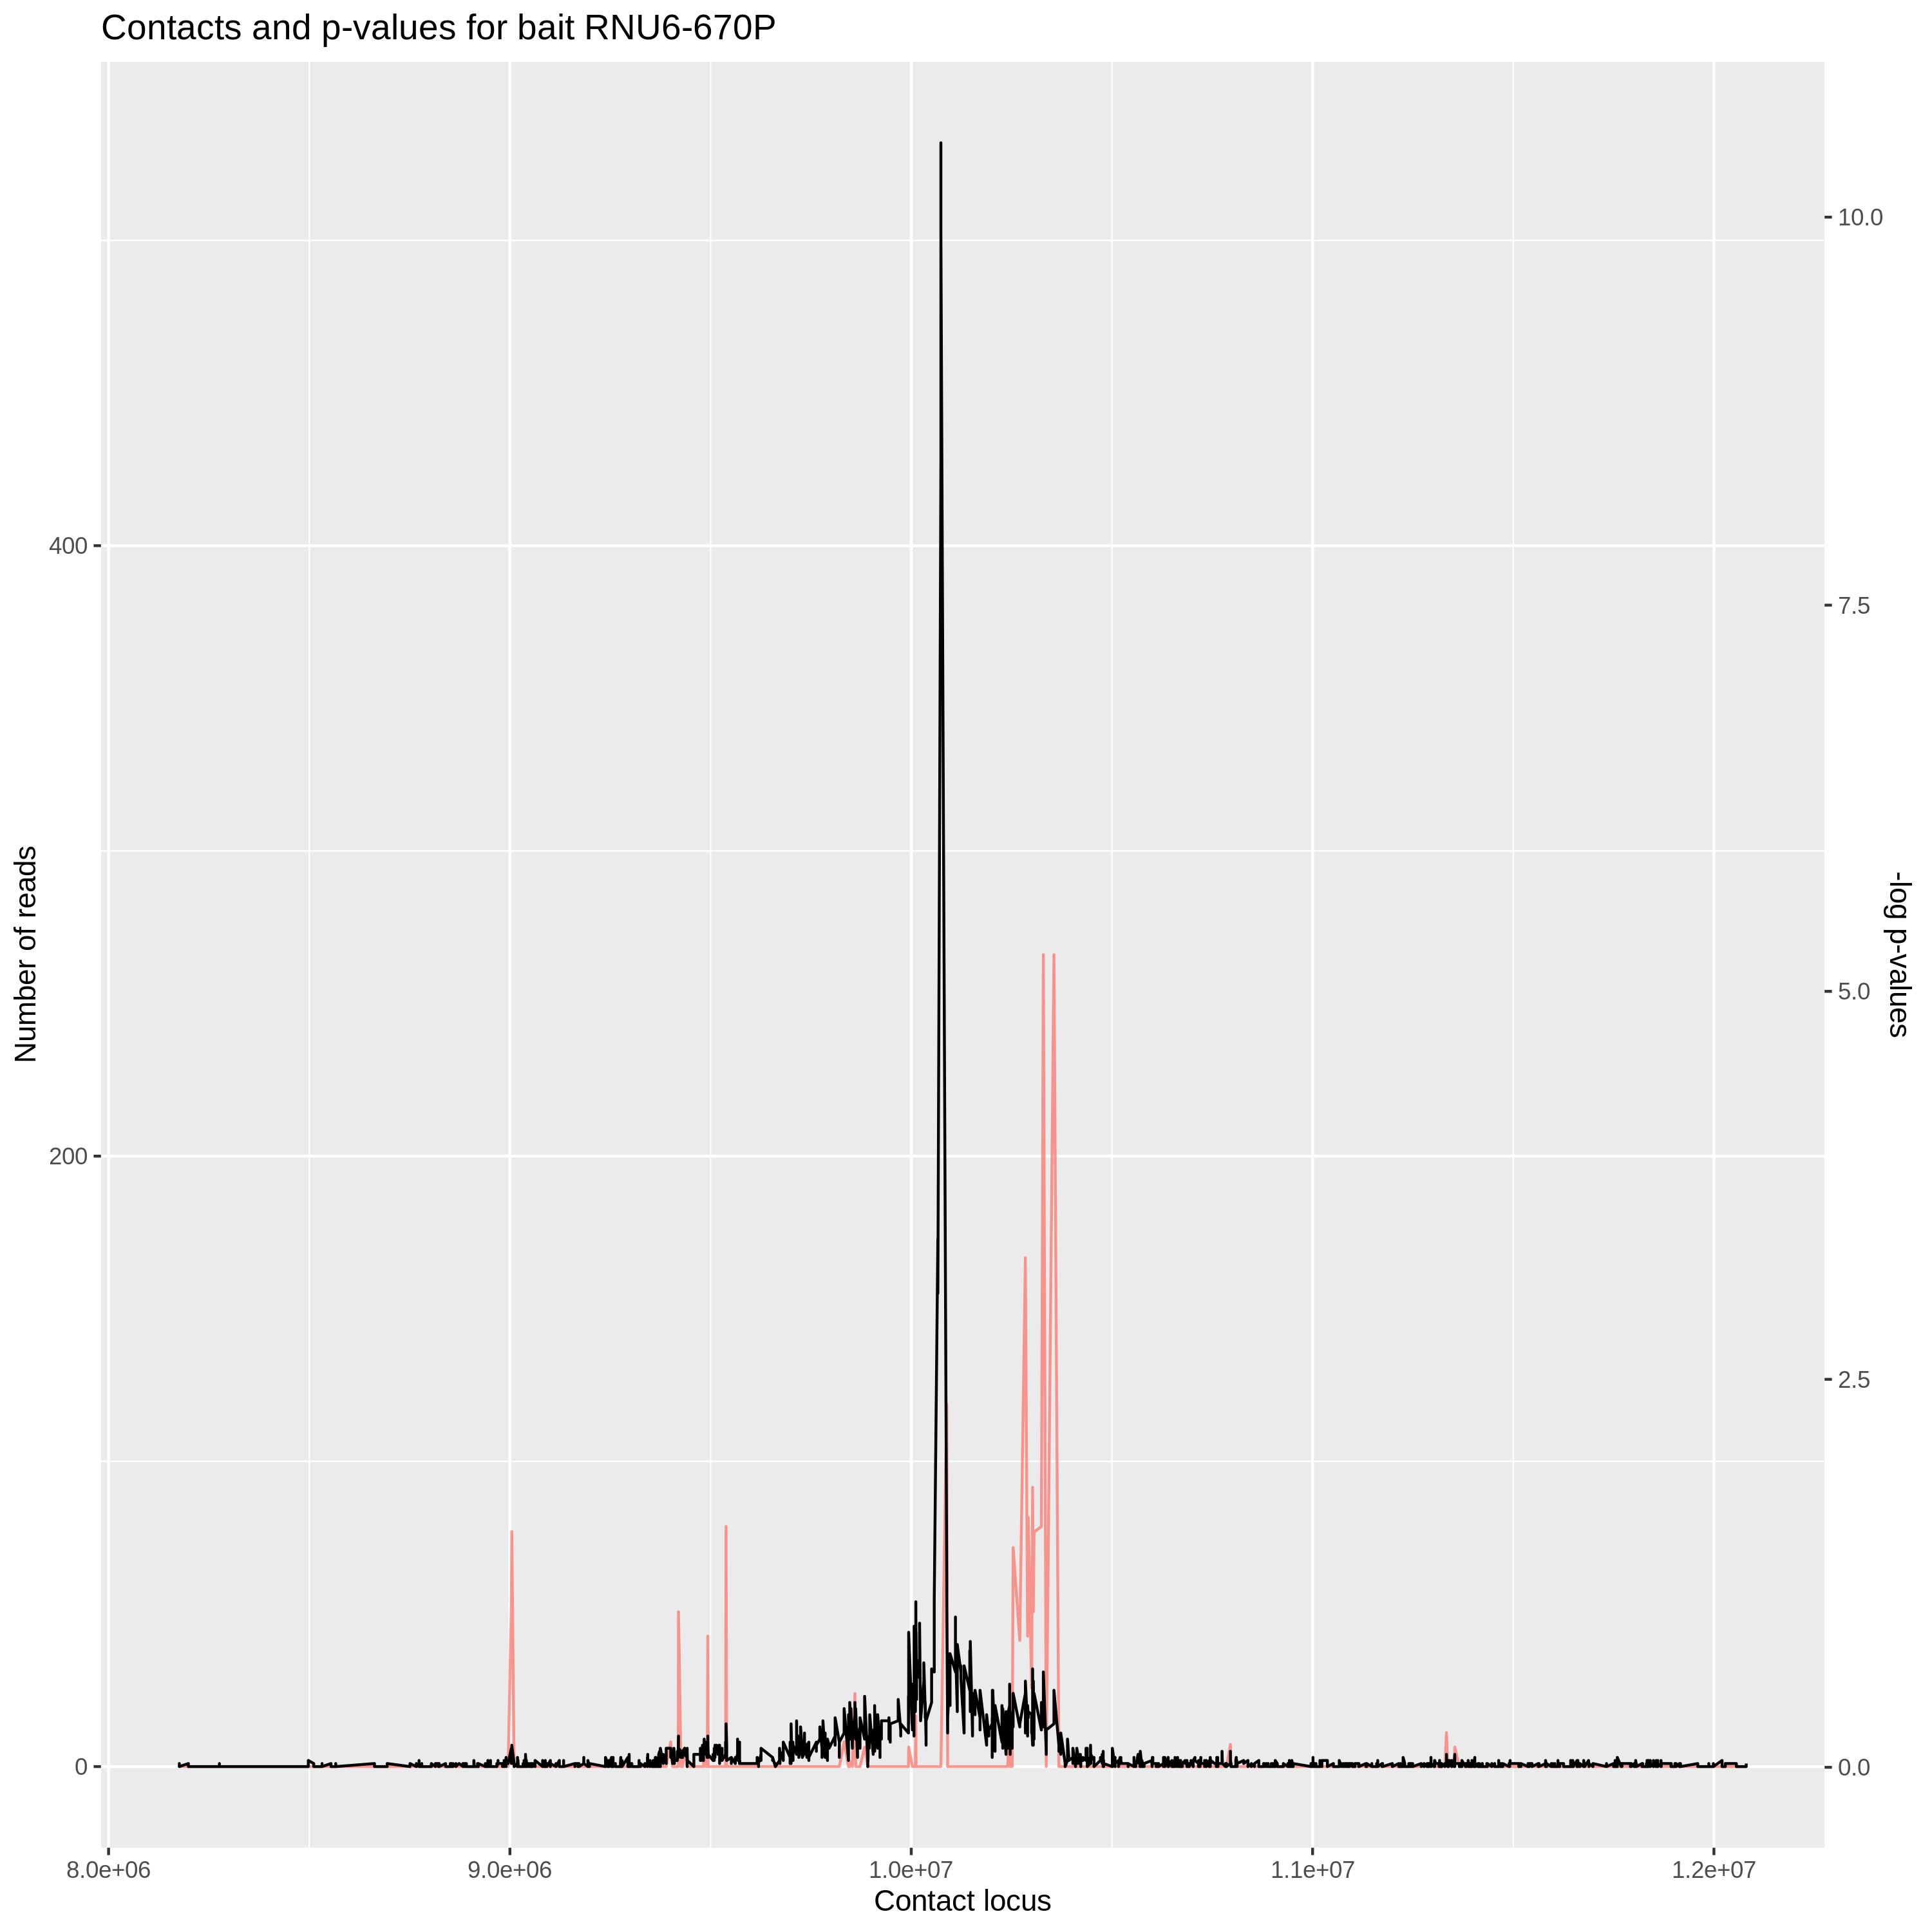 Contacts and p-values for bait RNU6-670P
10.0
400
7.5
Number of reads
-log p-values
5.0
200
2.5
0
0.0
8.0e+06 9.0e+06 1.0e+07 1.1e+07 1.2e+07
Contact locus